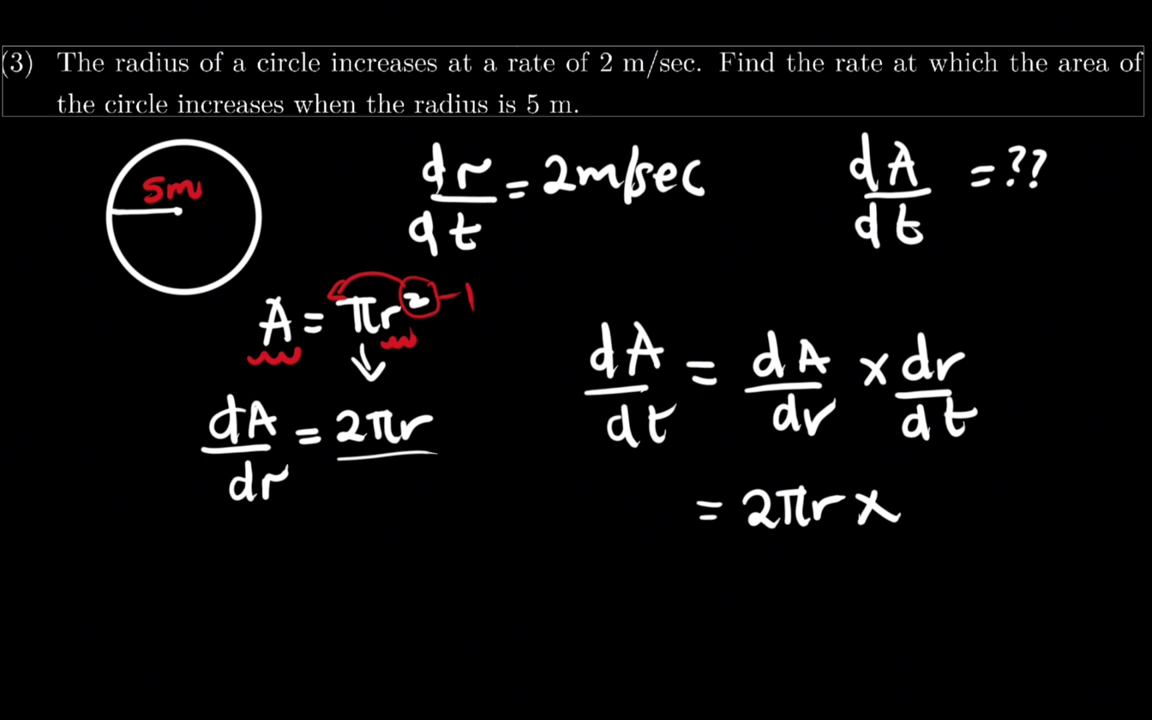 (3) The radius of a circle increases at a rate of 2 m/sec. Find the rate at which the area of
the circle increases when the radius is 5 m.
5m
dr/dt = 2m/sec
dA/dt = ??
A = πr² -1
dA/dr = 2πr
dA/dt = dA/dr × dr/dt
= 2πr ×